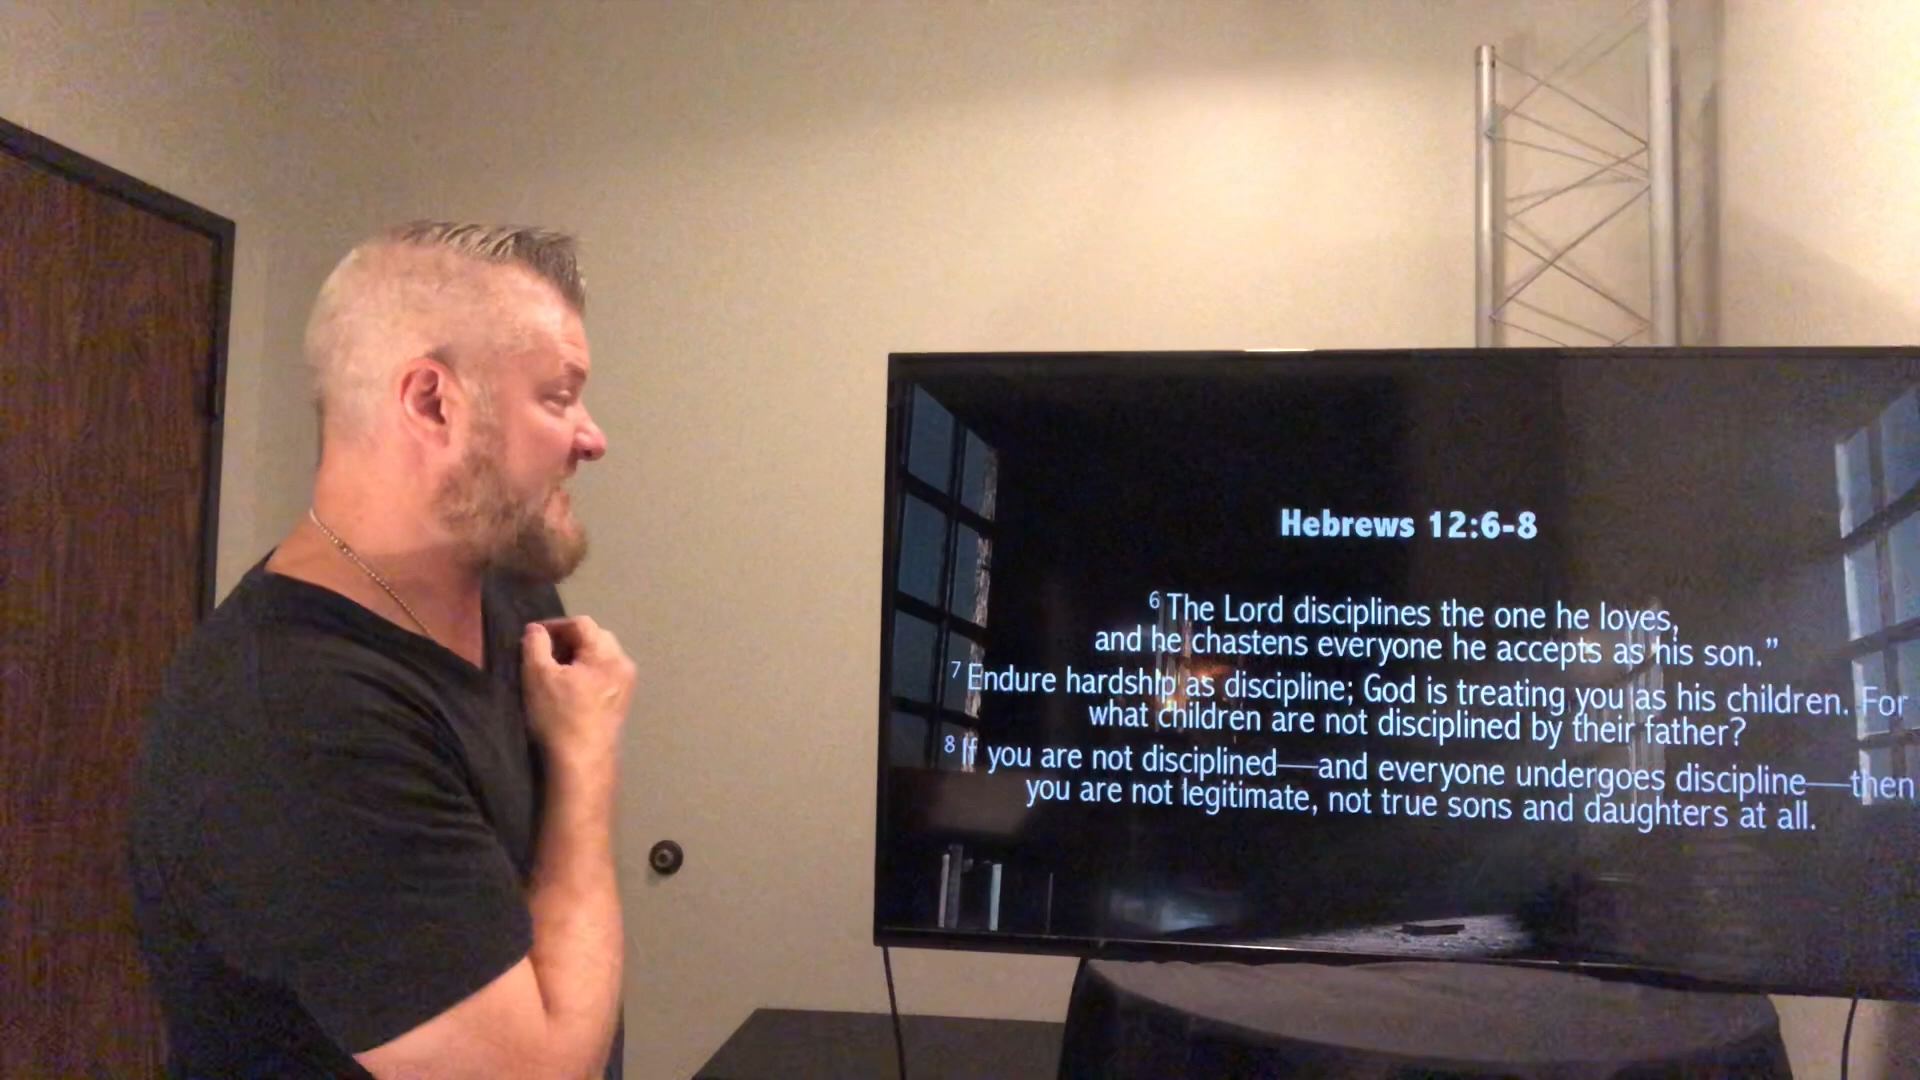 Hebrews 12:6-8
6 The Lord disciplines the one he loves,
and he chastens everyone he accepts as his son.”
7 Endure hardship as discipline; God is treating you as his children. For
what children are not disciplined by their father?
8 If you are not disciplined—and everyone undergoes discipline—then
you are not legitimate, not true sons and daughters at all.